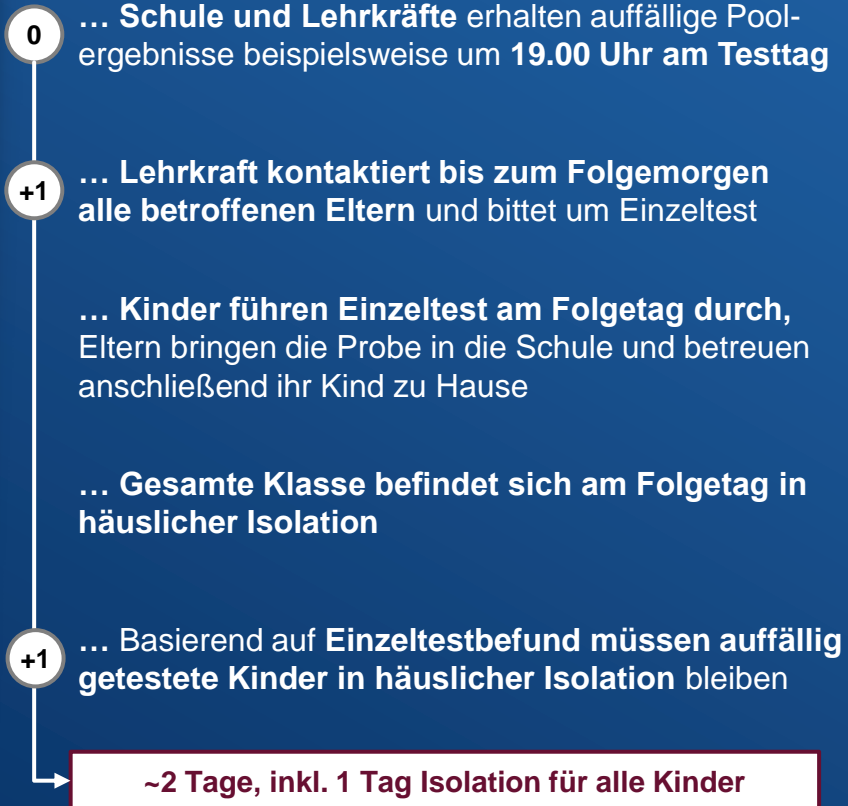 0
… Schule und Lehrkräfte erhalten auffällige Pool-
ergebnisse beispielsweise um 19.00 Uhr am Testtag
+1
… Lehrkraft kontaktiert bis zum Folgemorgen
alle betroffenen Eltern und bittet um Einzeltest
… Kinder führen Einzeltest am Folgetag durch,
Eltern bringen die Probe in die Schule und betreuen
anschließend ihr Kind zu Hause
… Gesamte Klasse befindet sich am Folgetag in
häuslicher Isolation
+1
… Basierend auf Einzeltestbefund müssen auffällig
getestete Kinder in häuslicher Isolation bleiben
~2 Tage, inkl. 1 Tag Isolation für alle Kinder